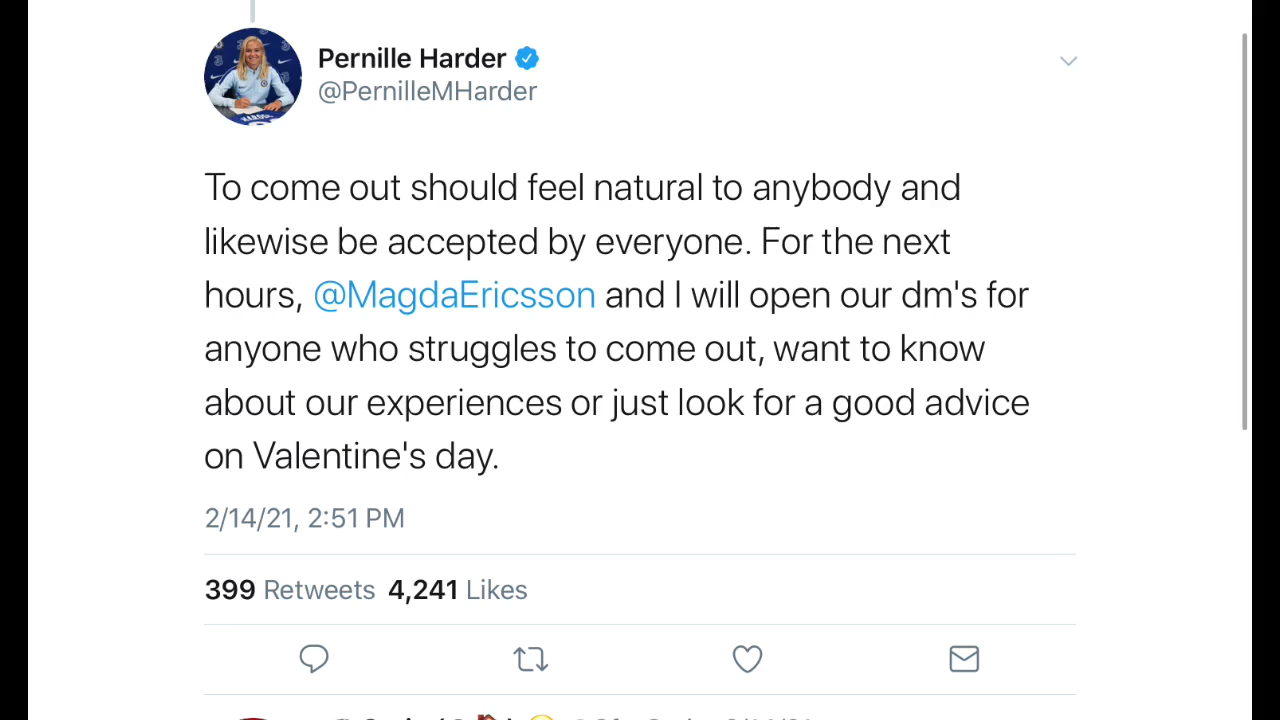 Pernille Harder
@PernilleMHarder
To come out should feel natural to anybody and
likewise be accepted by everyone. For the next
hours, @MagdaEricsson and I will open our dm's for
anyone who struggles to come out, want to know
about our experiences or just look for a good advice
on Valentine's day.
2/14/21, 2:51 PM
399 Retweets 4,241 Likes